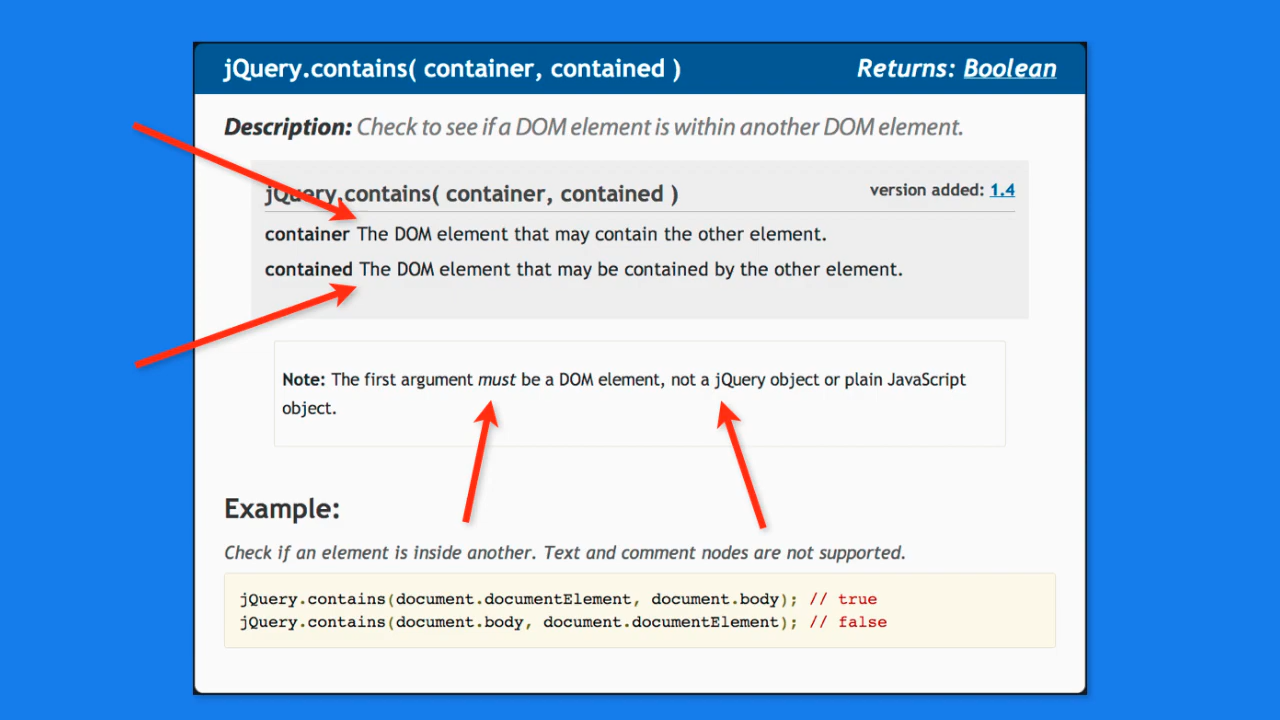 jQuery.contains( container, contained ) Returns: Boolean
Description: Check to see if a DOM element is within another DOM element.
jQuery.contains( container, contained ) version added: 1.4
container The DOM element that may contain the other element.
contained The DOM element that may be contained by the other element.
Note: The first argument must be a DOM element, not a jQuery object or plain JavaScript
object.
Example:
Check if an element is inside another. Text and comment nodes are not supported.
jQuery.contains(document.documentElement, document.body); // true
jQuery.contains(document.body, document.documentElement); // false